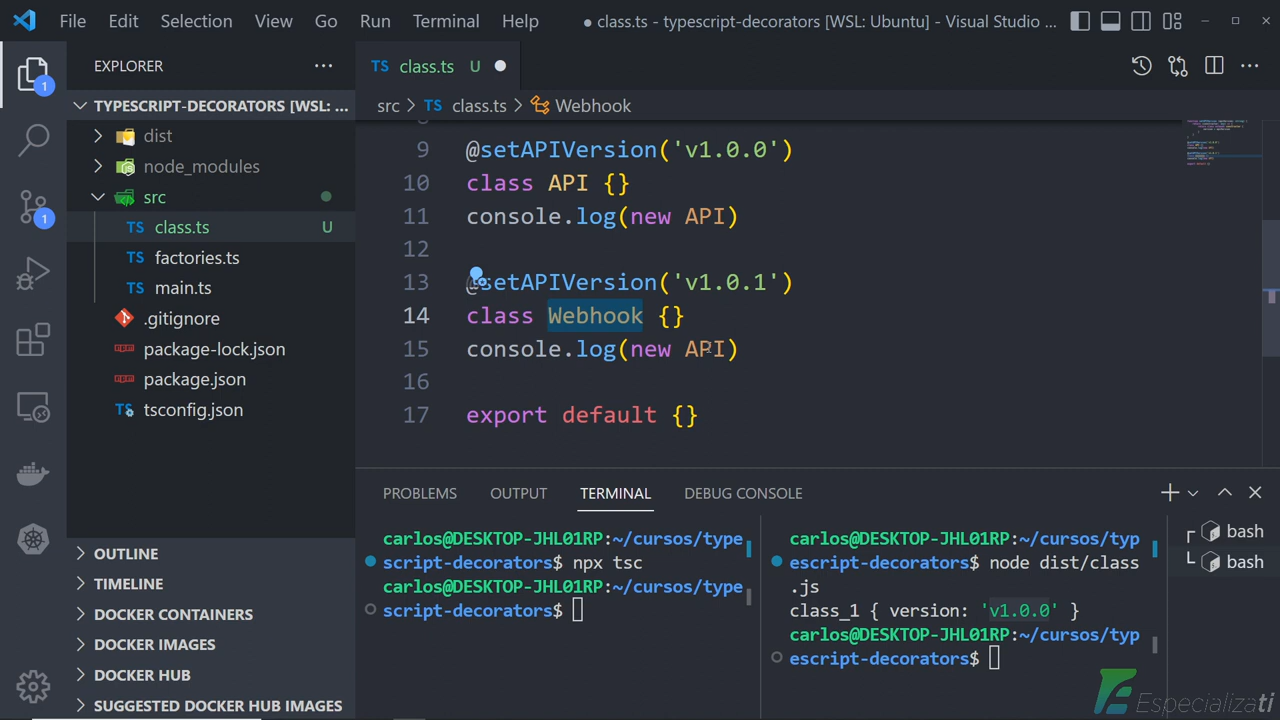 File Edit Selection View Go Run Terminal Help
● class.ts - typescript-decorators [WSL: Ubuntu] - Visual Studio ...
EXPLORER
TYPESCRIPT-DECORATORS [WSL: ...
dist
node_modules
src
TS class.ts U
TS factories.ts
TS main.ts
.gitignore
package-lock.json
package.json
TS tsconfig.json
OUTLINE
TIMELINE
DOCKER CONTAINERS
DOCKER IMAGES
DOCKER HUB
SUGGESTED DOCKER HUB IMAGES
1
1
TS class.ts U
src > TS class.ts > Webhook
9 @setAPIVersion('v1.0.0')
10 class API {}
11 console.log(new API)
12
13 @setAPIVersion('v1.0.1')
14 class Webhook {}
15 console.log(new API)
16
17 export default {}
PROBLEMS OUTPUT TERMINAL DEBUG CONSOLE
carlos@DESKTOP-JHL01RP:~/cursos/type
script-decorators$ npx tsc
carlos@DESKTOP-JHL01RP:~/cursos/type
script-decorators$
carlos@DESKTOP-JHL01RP:~/cursos/typ
escript-decorators$ node dist/class
.js
class_1 { version: 'v1.0.0' }
carlos@DESKTOP-JHL01RP:~/cursos/typ
escript-decorators$
bash
bash
Especializati